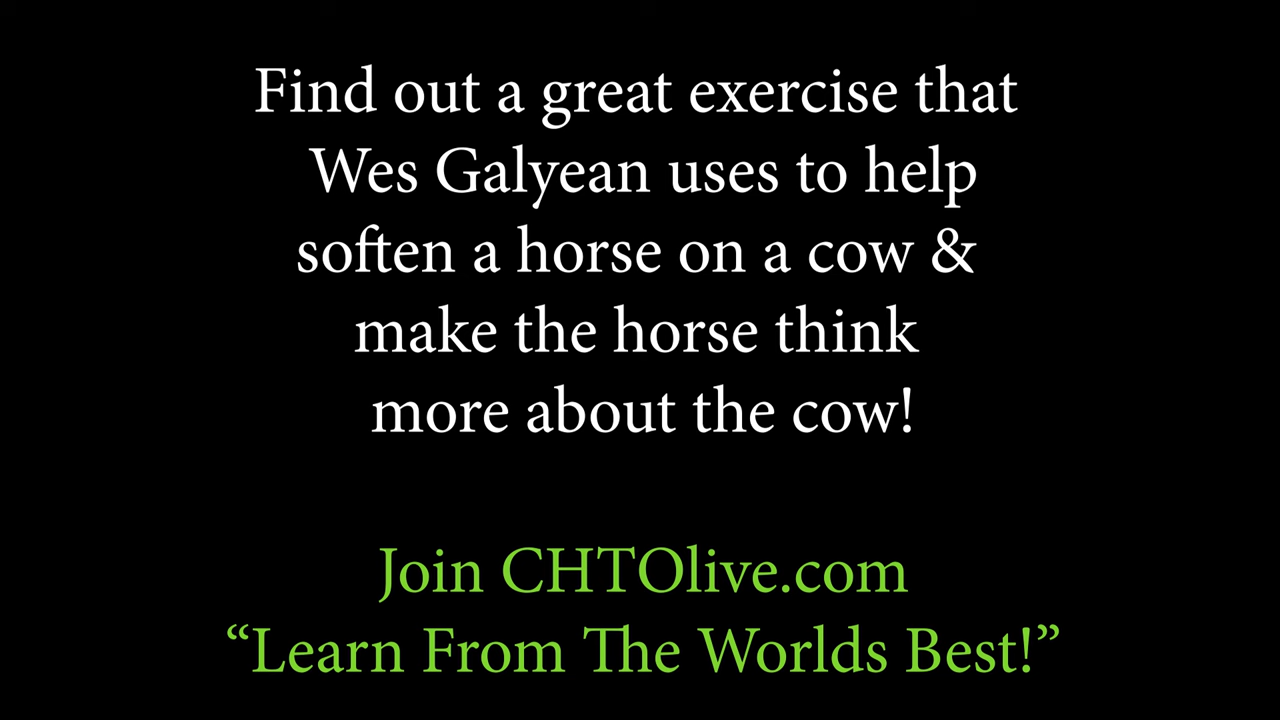 Find out a great exercise that
Wes Galyean uses to help
soften a horse on a cow &
make the horse think
more about the cow!
Join CHTOlive.com
“Learn From The Worlds Best!”